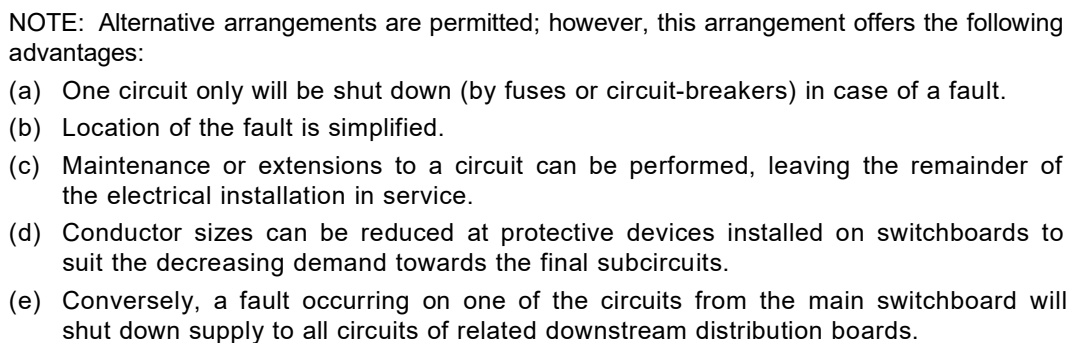 NOTE: Alternative arrangements are permitted; however, this arrangement offers the following
advantages:
(a) One circuit only will be shut down (by fuses or circuit-breakers) in case of a fault.
(b) Location of the fault is simplified.
(c) Maintenance or extensions to a circuit can be performed, leaving the remainder of
the electrical installation in service.
(d) Conductor sizes can be reduced at protective devices installed on switchboards to
suit the decreasing demand towards the final subcircuits.
(e) Conversely, a fault occurring on one of the circuits from the main switchboard will
shut down supply to all circuits of related downstream distribution boards.